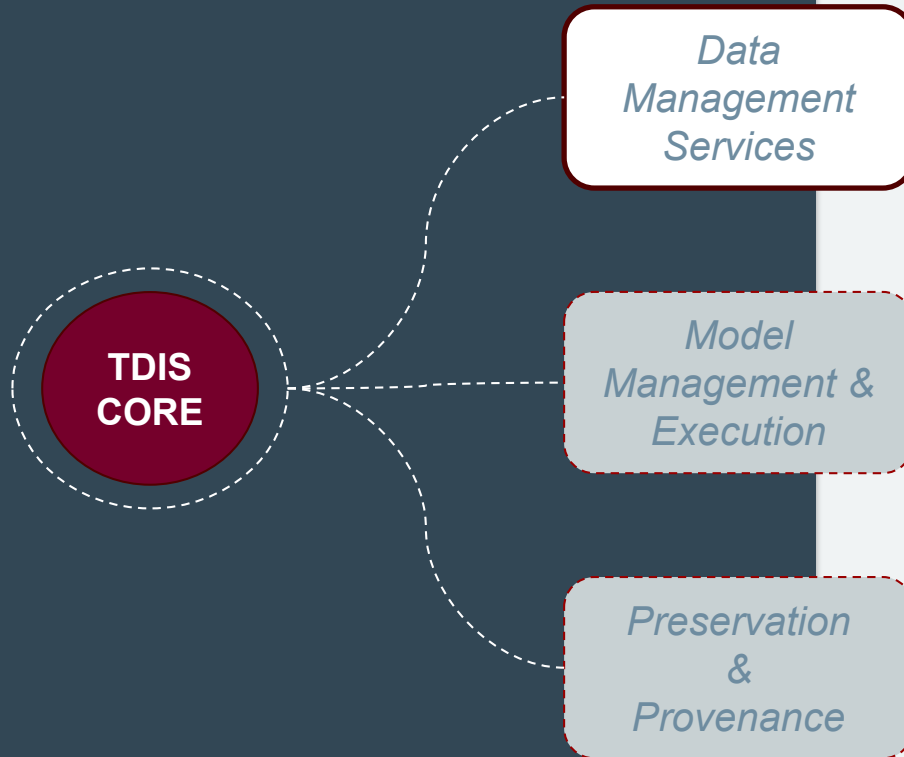 Data
Management
Services
TDIS
CORE
Model
Management &
Execution
Preservation
&
Provenance